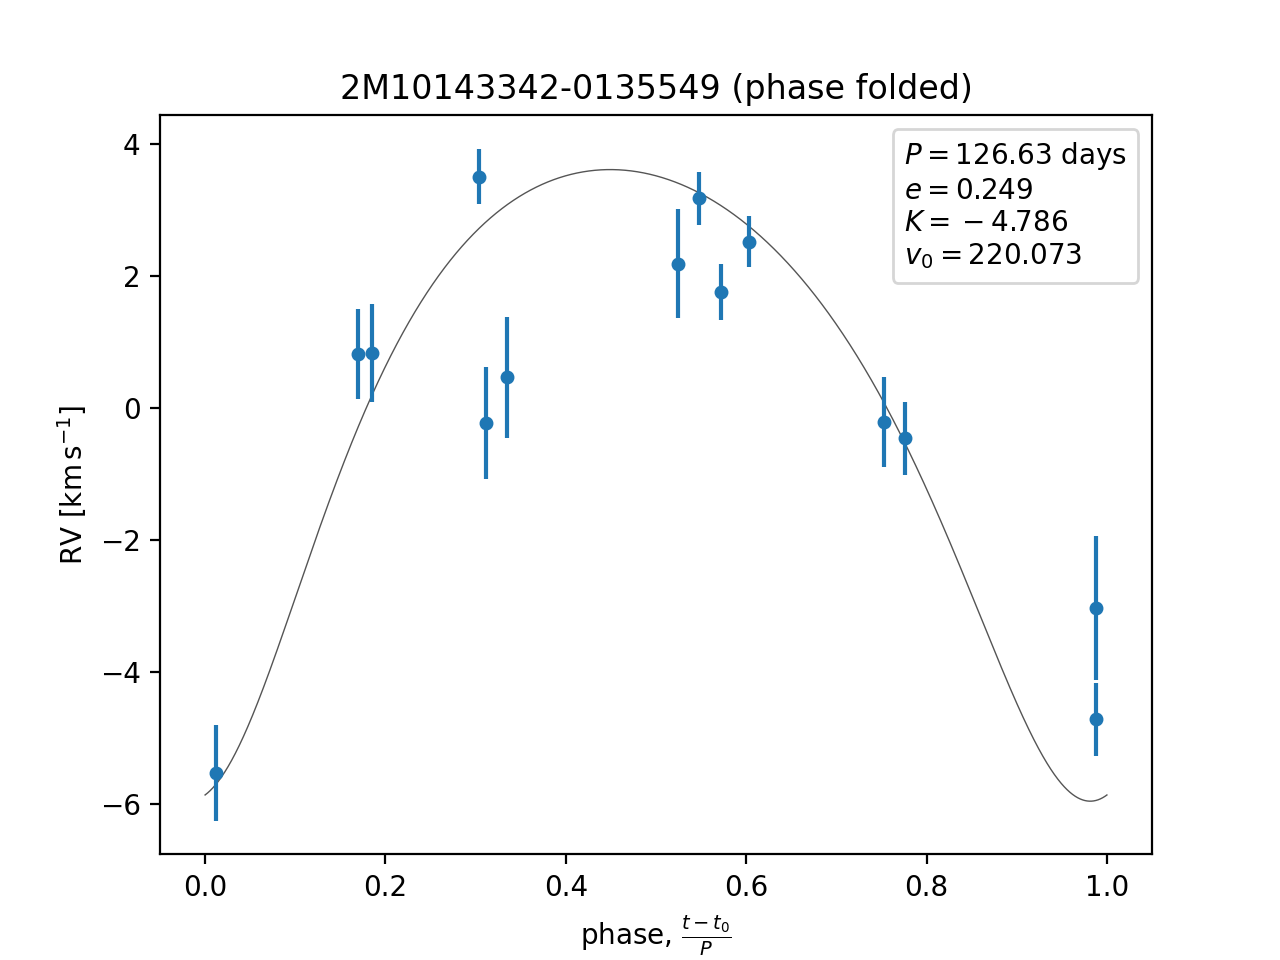 2M10143342-0135549 (phase folded)
P = 126.63 days
e = 0.249
K = −4.786
v₀ = 220.073
RV [km s⁻¹]
4
2
0
−2
−4
−6
0.0 0.2 0.4 0.6 0.8 1.0
phase, (t − t₀)/P